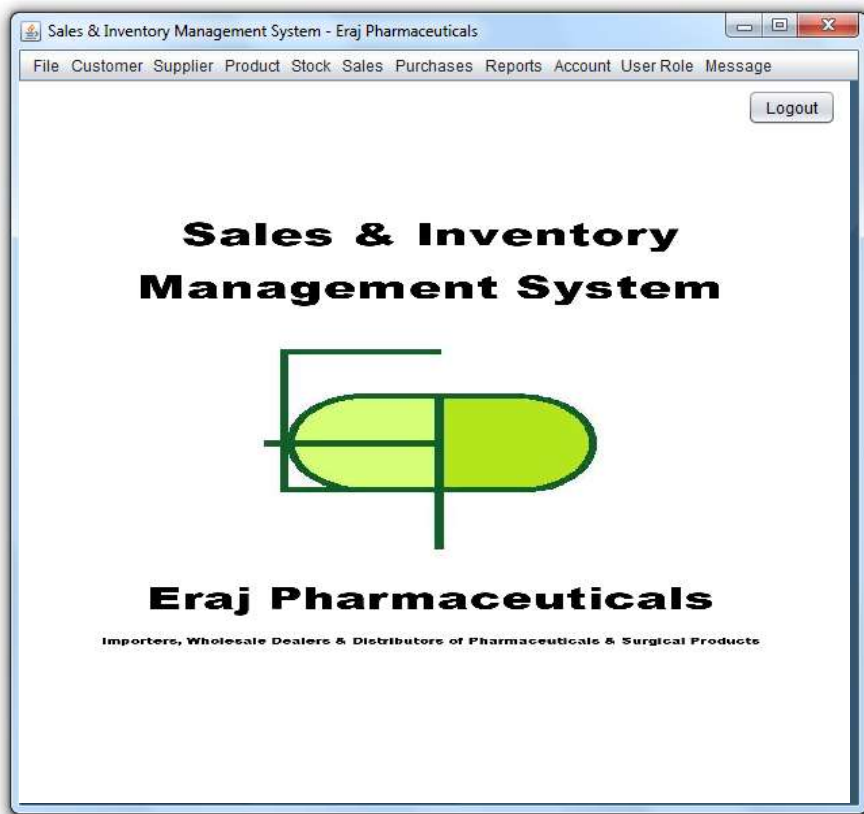 Sales & Inventory Management System - Eraj Pharmaceuticals
File Customer Supplier Product Stock Sales Purchases Reports Account User Role Message
Logout
Sales & Inventory
Management System
Eraj Pharmaceuticals
Importers, Wholesale Dealers & Distributors of Pharmaceuticals & Surgical Products